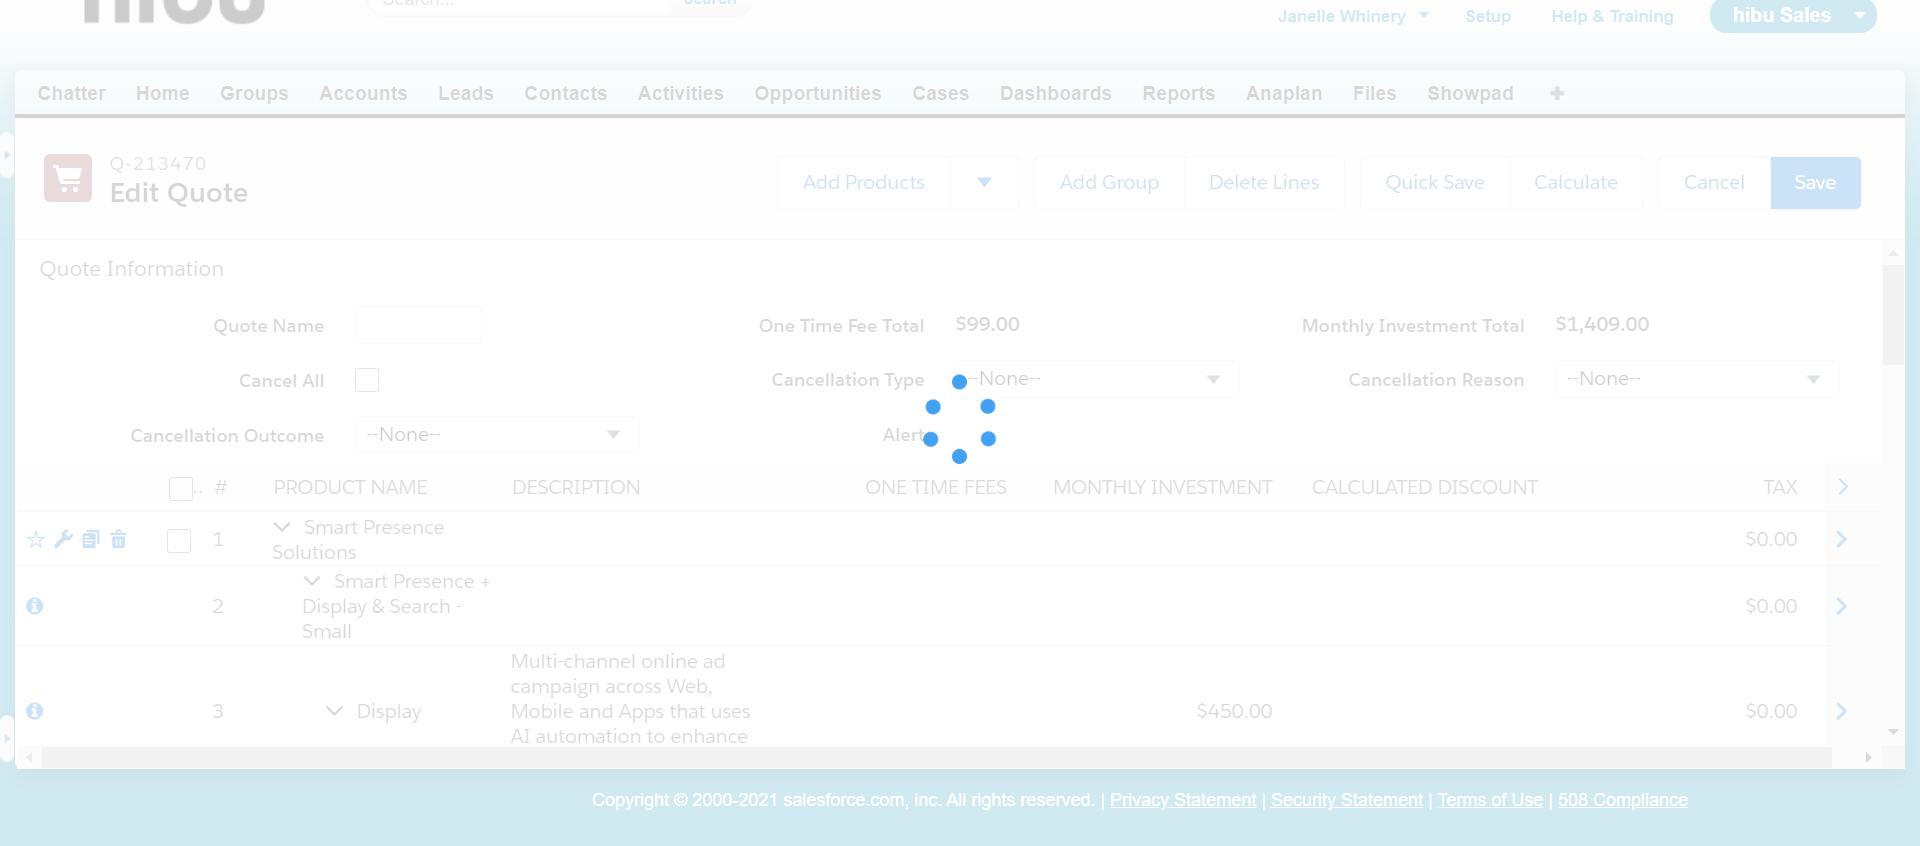 hibu
Search... Search
Janelle Whinery Setup Help & Training hibu Sales
Chatter Home Groups Accounts Leads Contacts Activities Opportunities Cases Dashboards Reports Anaplan Files Showpad
Q-213470
Edit Quote
Add Products Add Group Delete Lines Quick Save Calculate Cancel Save
Quote Information
Quote Name One Time Fee Total $99.00 Monthly Investment Total $1,409.00
Cancel All Cancellation Type --None-- Cancellation Reason --None--
Cancellation Outcome --None-- Alert
.. # PRODUCT NAME DESCRIPTION ONE TIME FEES MONTHLY INVESTMENT CALCULATED DISCOUNT TAX
1 Smart Presence
Solutions
$0.00
2 Smart Presence +
Display & Search -
Small
$0.00
3 Display
Multi-channel online ad
campaign across Web,
Mobile and Apps that uses
AI automation to enhance
$450.00 $0.00
Copyright © 2000-2021 salesforce.com, inc. All rights reserved. | Privacy Statement | Security Statement | Terms of Use | 508 Compliance